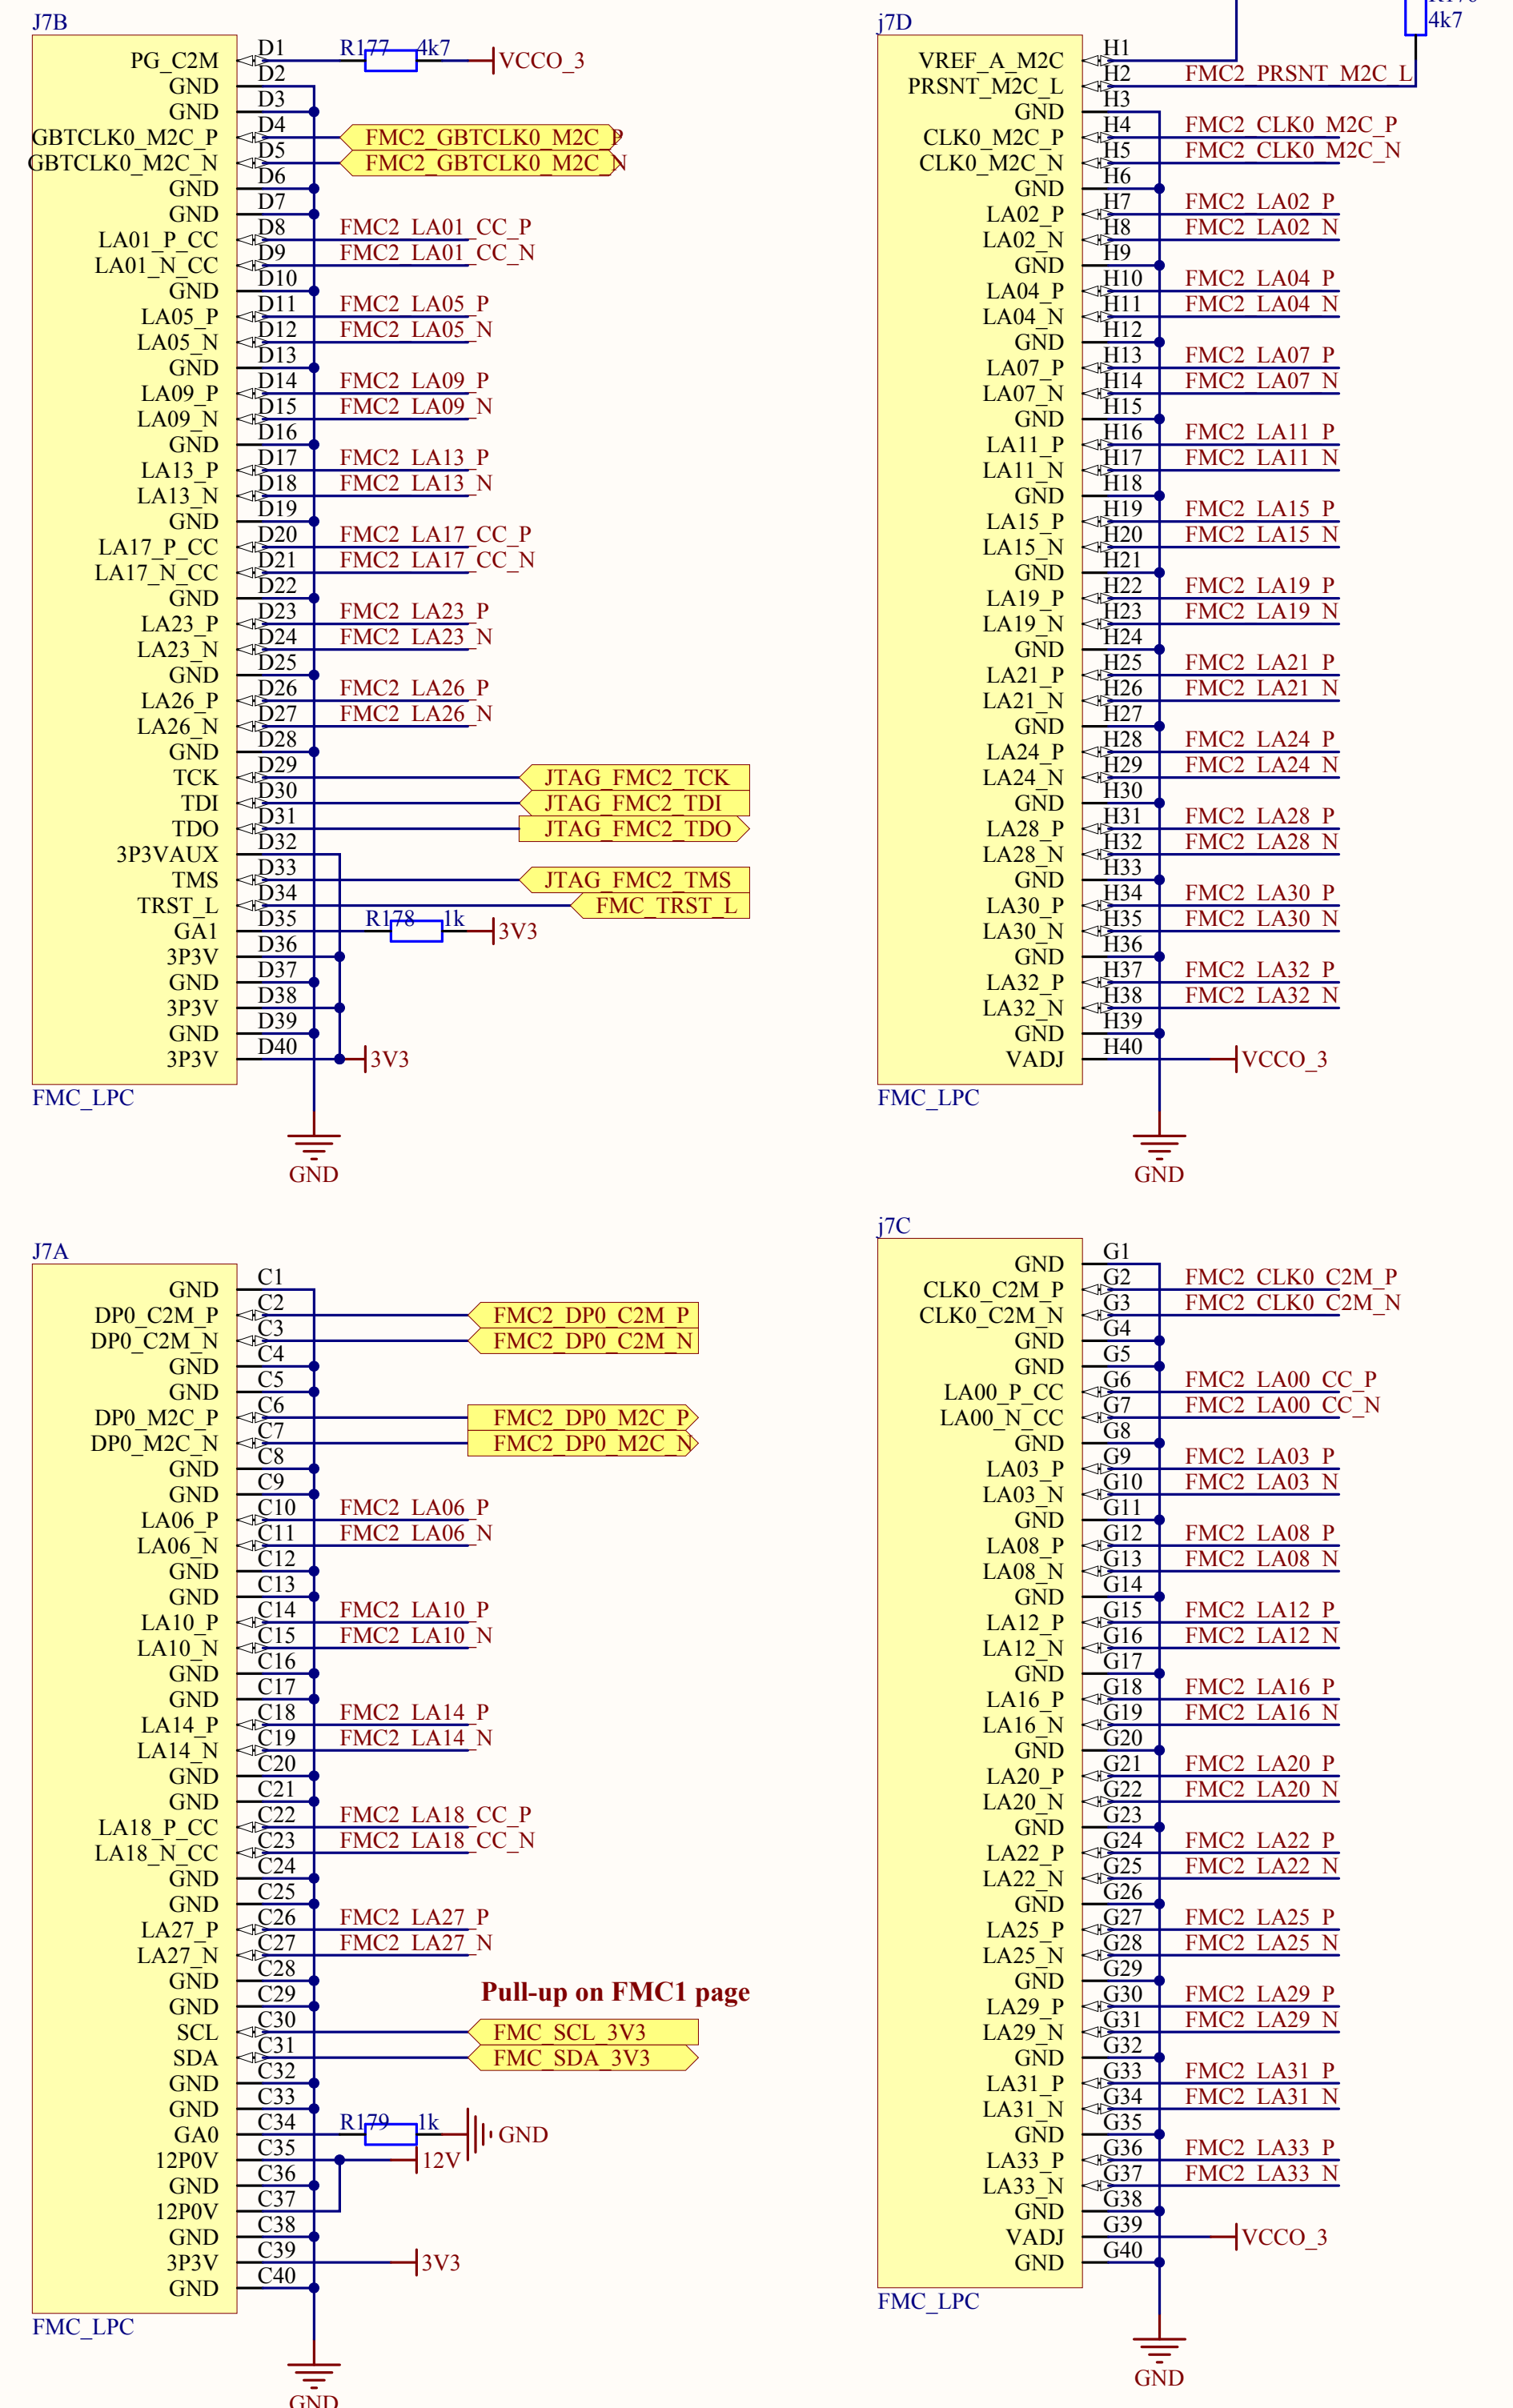 J7B
PG_C2M D1 R177 4k7 VCCO_3
GND D2
GND D3
GBTCLK0_M2C_P D4 FMC2_GBTCLK0_M2C_P
GBTCLK0_M2C_N D5 FMC2_GBTCLK0_M2C_N
GND D6
GND D7
LA01_P_CC D8 FMC2_LA01_CC_P
LA01_N_CC D9 FMC2_LA01_CC_N
GND D10
LA05_P D11 FMC2_LA05_P
LA05_N D12 FMC2_LA05_N
GND D13
LA09_P D14 FMC2_LA09_P
LA09_N D15 FMC2_LA09_N
GND D16
LA13_P D17 FMC2_LA13_P
LA13_N D18 FMC2_LA13_N
GND D19
LA17_P_CC D20 FMC2_LA17_CC_P
LA17_N_CC D21 FMC2_LA17_CC_N
GND D22
LA23_P D23 FMC2_LA23_P
LA23_N D24 FMC2_LA23_N
GND D25
LA26_P D26 FMC2_LA26_P
LA26_N D27 FMC2_LA26_N
GND D28
TCK D29 JTAG_FMC2_TCK
TDI D30 JTAG_FMC2_TDI
TDO D31 JTAG_FMC2_TDO
3P3VAUX D32
TMS D33 JTAG_FMC2_TMS
TRST_L D34 FMC_TRST_L
GA1 D35 R178 1k 3V3
3P3V D36
GND D37
3P3V D38
GND D39
3P3V D40 3V3
FMC_LPC
GND
j7D
4k7
VREF_A_M2C H1
PRSNT_M2C_L H2 FMC2_PRSNT_M2C_L
GND H3
CLK0_M2C_P H4 FMC2_CLK0_M2C_P
CLK0_M2C_N H5 FMC2_CLK0_M2C_N
GND H6
LA02_P H7 FMC2_LA02_P
LA02_N H8 FMC2_LA02_N
GND H9
LA04_P H10 FMC2_LA04_P
LA04_N H11 FMC2_LA04_N
GND H12
LA07_P H13 FMC2_LA07_P
LA07_N H14 FMC2_LA07_N
GND H15
LA11_P H16 FMC2_LA11_P
LA11_N H17 FMC2_LA11_N
GND H18
LA15_P H19 FMC2_LA15_P
LA15_N H20 FMC2_LA15_N
GND H21
LA19_P H22 FMC2_LA19_P
LA19_N H23 FMC2_LA19_N
GND H24
LA21_P H25 FMC2_LA21_P
LA21_N H26 FMC2_LA21_N
GND H27
LA24_P H28 FMC2_LA24_P
LA24_N H29 FMC2_LA24_N
GND H30
LA28_P H31 FMC2_LA28_P
LA28_N H32 FMC2_LA28_N
GND H33
LA30_P H34 FMC2_LA30_P
LA30_N H35 FMC2_LA30_N
GND H36
LA32_P H37 FMC2_LA32_P
LA32_N H38 FMC2_LA32_N
GND H39
VADJ H40 VCCO_3
FMC_LPC
GND
J7A
GND C1
DP0_C2M_P C2 FMC2_DP0_C2M_P
DP0_C2M_N C3 FMC2_DP0_C2M_N
GND C4
GND C5
DP0_M2C_P C6 FMC2_DP0_M2C_P
DP0_M2C_N C7 FMC2_DP0_M2C_N
GND C8
GND C9
LA06_P C10 FMC2_LA06_P
LA06_N C11 FMC2_LA06_N
GND C12
GND C13
LA10_P C14 FMC2_LA10_P
LA10_N C15 FMC2_LA10_N
GND C16
GND C17
LA14_P C18 FMC2_LA14_P
LA14_N C19 FMC2_LA14_N
GND C20
GND C21
LA18_P_CC C22 FMC2_LA18_CC_P
LA18_N_CC C23 FMC2_LA18_CC_N
GND C24
GND C25
LA27_P C26 FMC2_LA27_P
LA27_N C27 FMC2_LA27_N
GND C28
Pull-up on FMC1 page
GND C29
SCL C30 FMC_SCL_3V3
SDA C31 FMC_SDA_3V3
GND C32
GND C33
GA0 C34 R179 1k GND
12P0V C35 12V
GND C36
12P0V C37
GND C38
3P3V C39 3V3
GND C40
FMC_LPC
GND
j7C
GND G1
CLK0_C2M_P G2 FMC2_CLK0_C2M_P
CLK0_C2M_N G3 FMC2_CLK0_C2M_N
GND G4
GND G5
LA00_P_CC G6 FMC2_LA00_CC_P
LA00_N_CC G7 FMC2_LA00_CC_N
GND G8
LA03_P G9 FMC2_LA03_P
LA03_N G10 FMC2_LA03_N
GND G11
LA08_P G12 FMC2_LA08_P
LA08_N G13 FMC2_LA08_N
GND G14
LA12_P G15 FMC2_LA12_P
LA12_N G16 FMC2_LA12_N
GND G17
LA16_P G18 FMC2_LA16_P
LA16_N G19 FMC2_LA16_N
GND G20
LA20_P G21 FMC2_LA20_P
LA20_N G22 FMC2_LA20_N
GND G23
LA22_P G24 FMC2_LA22_P
LA22_N G25 FMC2_LA22_N
GND G26
LA25_P G27 FMC2_LA25_P
LA25_N G28 FMC2_LA25_N
GND G29
LA29_P G30 FMC2_LA29_P
LA29_N G31 FMC2_LA29_N
GND G32
LA31_P G33 FMC2_LA31_P
LA31_N G34 FMC2_LA31_N
GND G35
LA33_P G36 FMC2_LA33_P
LA33_N G37 FMC2_LA33_N
GND G38
VADJ G39 VCCO_3
GND G40
FMC_LPC
GND